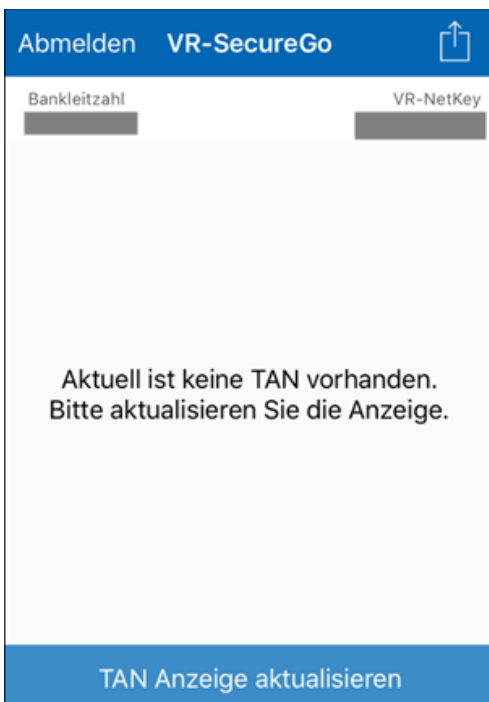 Abmelden VR-SecureGo
Bankleitzahl VR-NetKey
Aktuell ist keine TAN vorhanden.
Bitte aktualisieren Sie die Anzeige.
TAN Anzeige aktualisieren